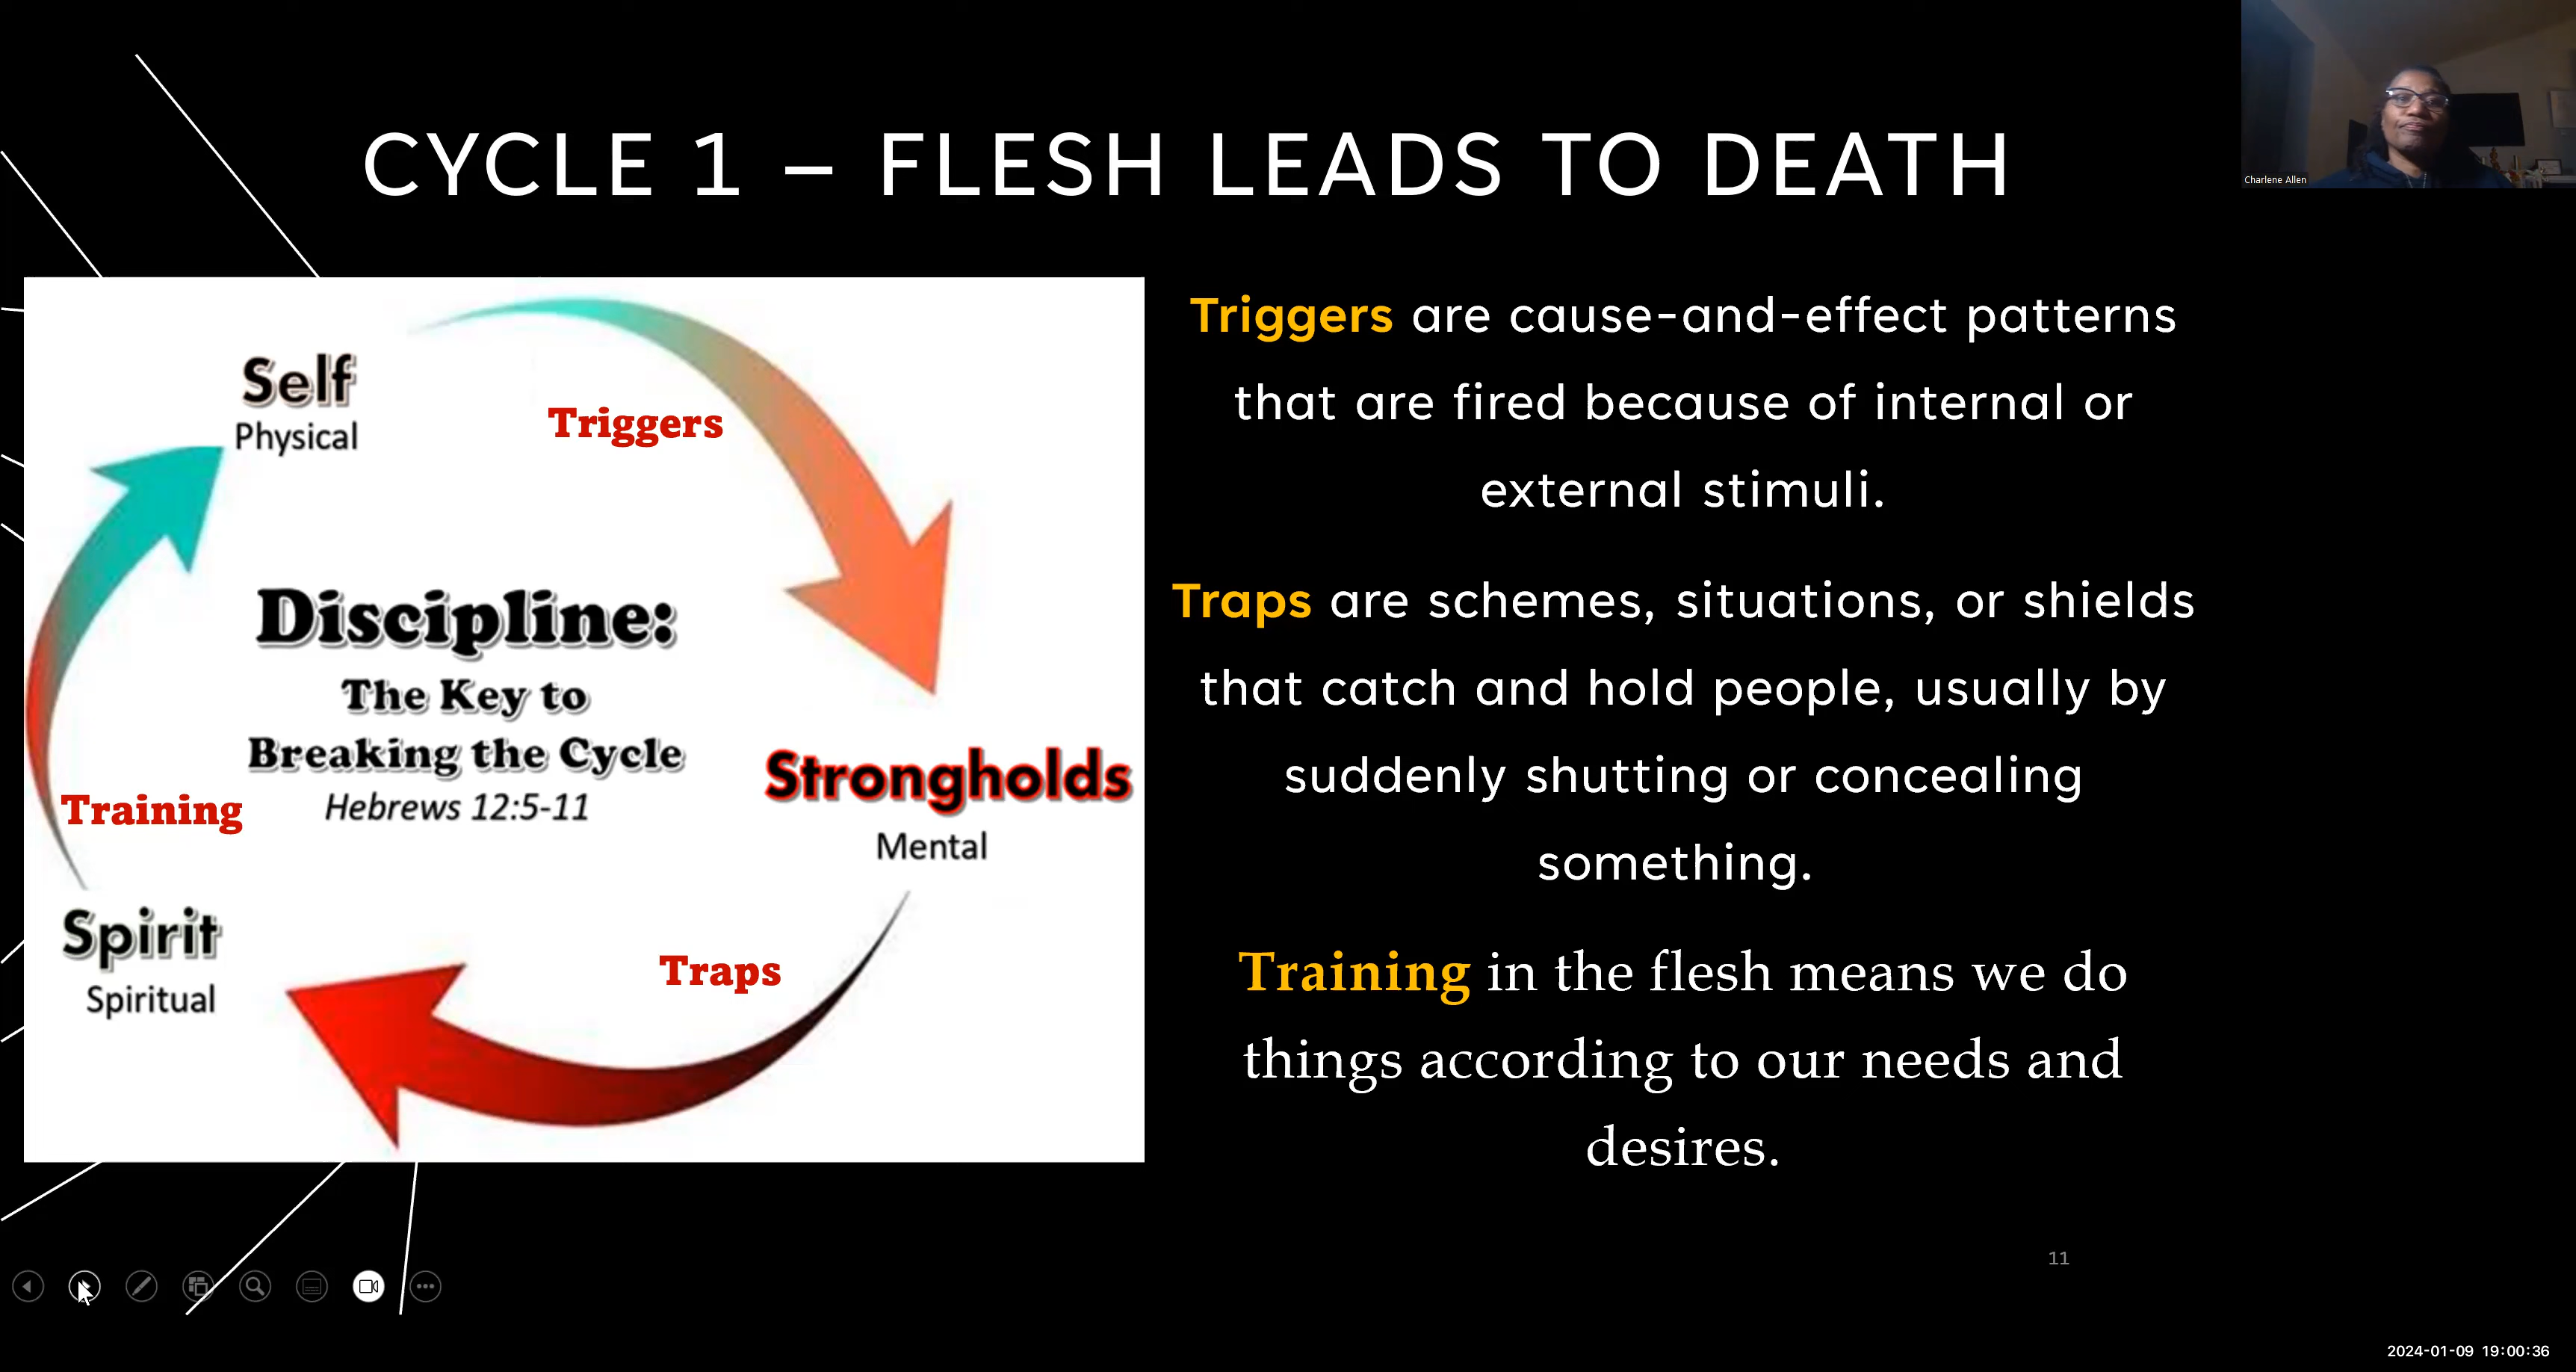 CYCLE 1 – FLESH LEADS TO DEATH
Charlene Allen
Self
Physical
Triggers
Discipline:
The Key to
Breaking the Cycle
Hebrews 12:5-11
Training
Strongholds
Mental
Spirit
Spiritual
Traps
Triggers are cause-and-effect patterns
that are fired because of internal or
external stimuli.
Traps are schemes, situations, or shields
that catch and hold people, usually by
suddenly shutting or concealing
something.
Training in the flesh means we do
things according to our needs and
desires.
11
2024-01-09 19:00:36